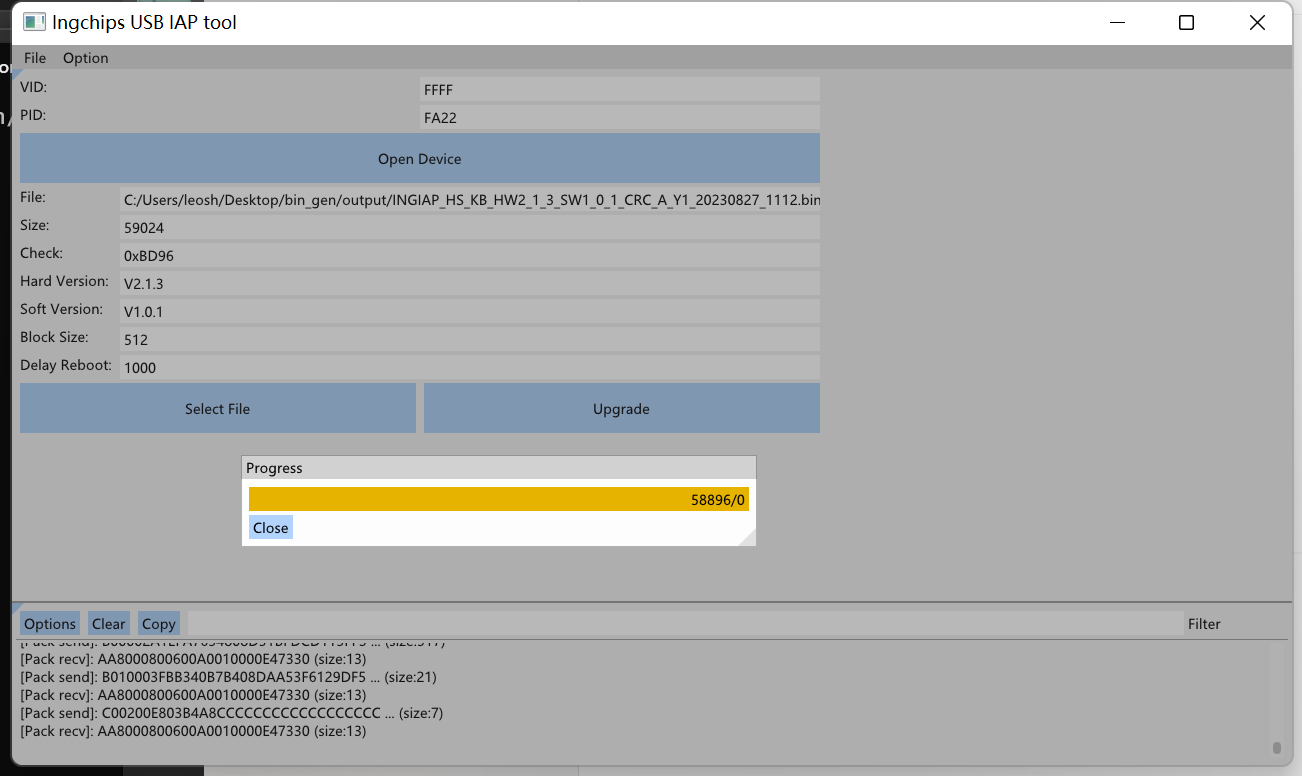 Ingchips USB IAP tool
File Option
VID: FFFF
PID: FA22
Open Device
File: C:/Users/leosh/Desktop/bin_gen/output/INGIAP_HS_KB_HW2_1_3_SW1_0_1_CRC_A_Y1_20230827_1112.bin
Size: 59024
Check: 0xBD96
Hard Version: V2.1.3
Soft Version: V1.0.1
Block Size: 512
Delay Reboot: 1000
Select File Upgrade
Progress
58896/0
Close
Options Clear Copy Filter
[Pack recv]: AA8000800600A0010000E47330 (size:13)
[Pack send]: B010003FBB340B7B408DAA53F6129DF5 ... (size:21)
[Pack recv]: AA8000800600A0010000E47330 (size:13)
[Pack send]: C00200E803B4A8CCCCCCCCCCCCCCCCCC ... (size:7)
[Pack recv]: AA8000800600A0010000E47330 (size:13)